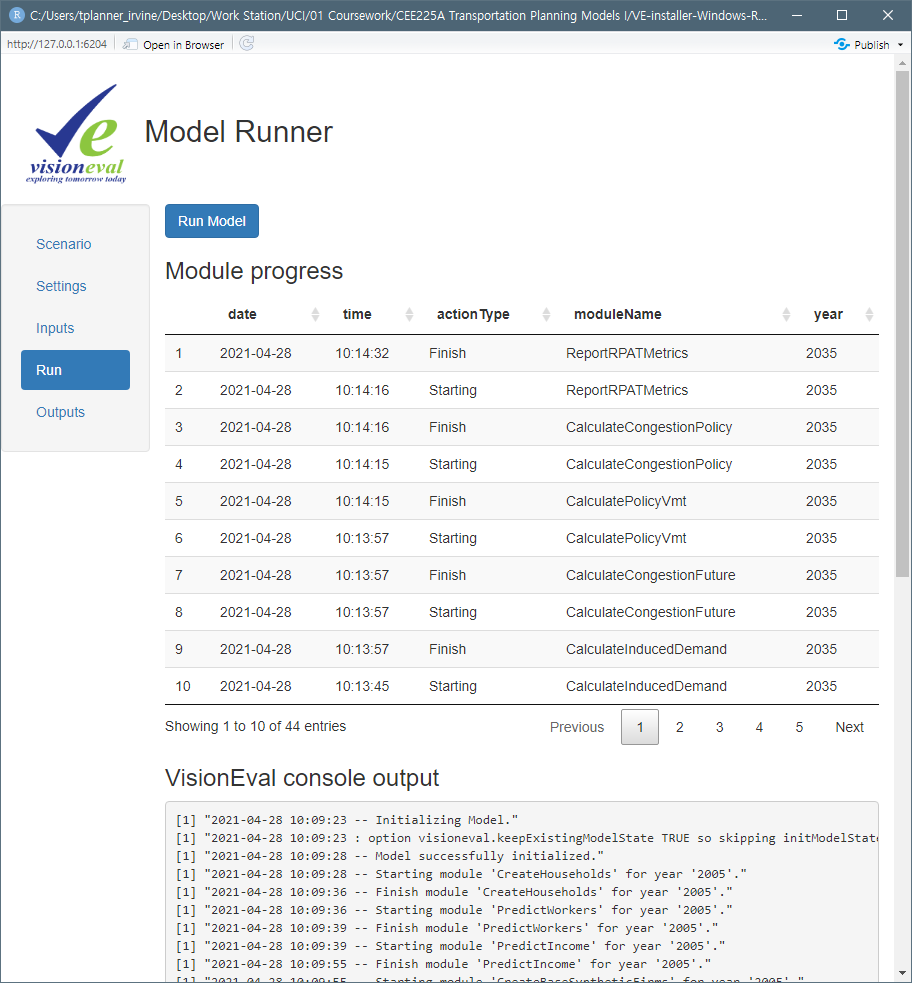 C:/Users/tplanner_irvine/Desktop/Work Station/UCI/01 Coursework/CEE225A Transportation Planning Models I/VE-installer-Windows-R...
http://127.0.0.1:6204 Open in Browser Publish
visioneval
exploring tomorrow today
Model Runner
Scenario
Settings
Inputs
Run
Outputs
Run Model
Module progress
date time actionType moduleName year
1 2021-04-28 10:14:32 Finish ReportRPATMetrics 2035
2 2021-04-28 10:14:16 Starting ReportRPATMetrics 2035
3 2021-04-28 10:14:16 Finish CalculateCongestionPolicy 2035
4 2021-04-28 10:14:15 Starting CalculateCongestionPolicy 2035
5 2021-04-28 10:14:15 Finish CalculatePolicyVmt 2035
6 2021-04-28 10:13:57 Starting CalculatePolicyVmt 2035
7 2021-04-28 10:13:57 Finish CalculateCongestionFuture 2035
8 2021-04-28 10:13:57 Starting CalculateCongestionFuture 2035
9 2021-04-28 10:13:57 Finish CalculateInducedDemand 2035
10 2021-04-28 10:13:45 Starting CalculateInducedDemand 2035
Showing 1 to 10 of 44 entries Previous 1 2 3 4 5 Next
VisionEval console output
[1] "2021-04-28 10:09:23 -- Initializing Model."
[1] "2021-04-28 10:09:23 : option visioneval.keepExistingModelState TRUE so skipping initModelState
[1] "2021-04-28 10:09:28 -- Model successfully initialized."
[1] "2021-04-28 10:09:28 -- Starting module 'CreateHouseholds' for year '2005'."
[1] "2021-04-28 10:09:36 -- Finish module 'CreateHouseholds' for year '2005'."
[1] "2021-04-28 10:09:36 -- Starting module 'PredictWorkers' for year '2005'."
[1] "2021-04-28 10:09:39 -- Finish module 'PredictWorkers' for year '2005'."
[1] "2021-04-28 10:09:39 -- Starting module 'PredictIncome' for year '2005'."
[1] "2021-04-28 10:09:55 -- Finish module 'PredictIncome' for year '2005'."
[1] "2021-04-28 10:09:55 -- Starting module 'CreateBaseSyntheticFirms' for year '2005'."